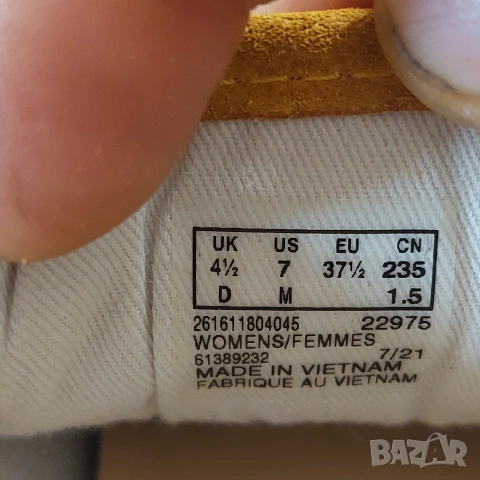 UK US EU CN
4½ 7 37½ 235
D M 1.5
261611804045 22975
WOMENS/FEMMES
61389232 7/21
MADE IN VIETNAM
FABRIQUE AU VIETNAM
BAZAR